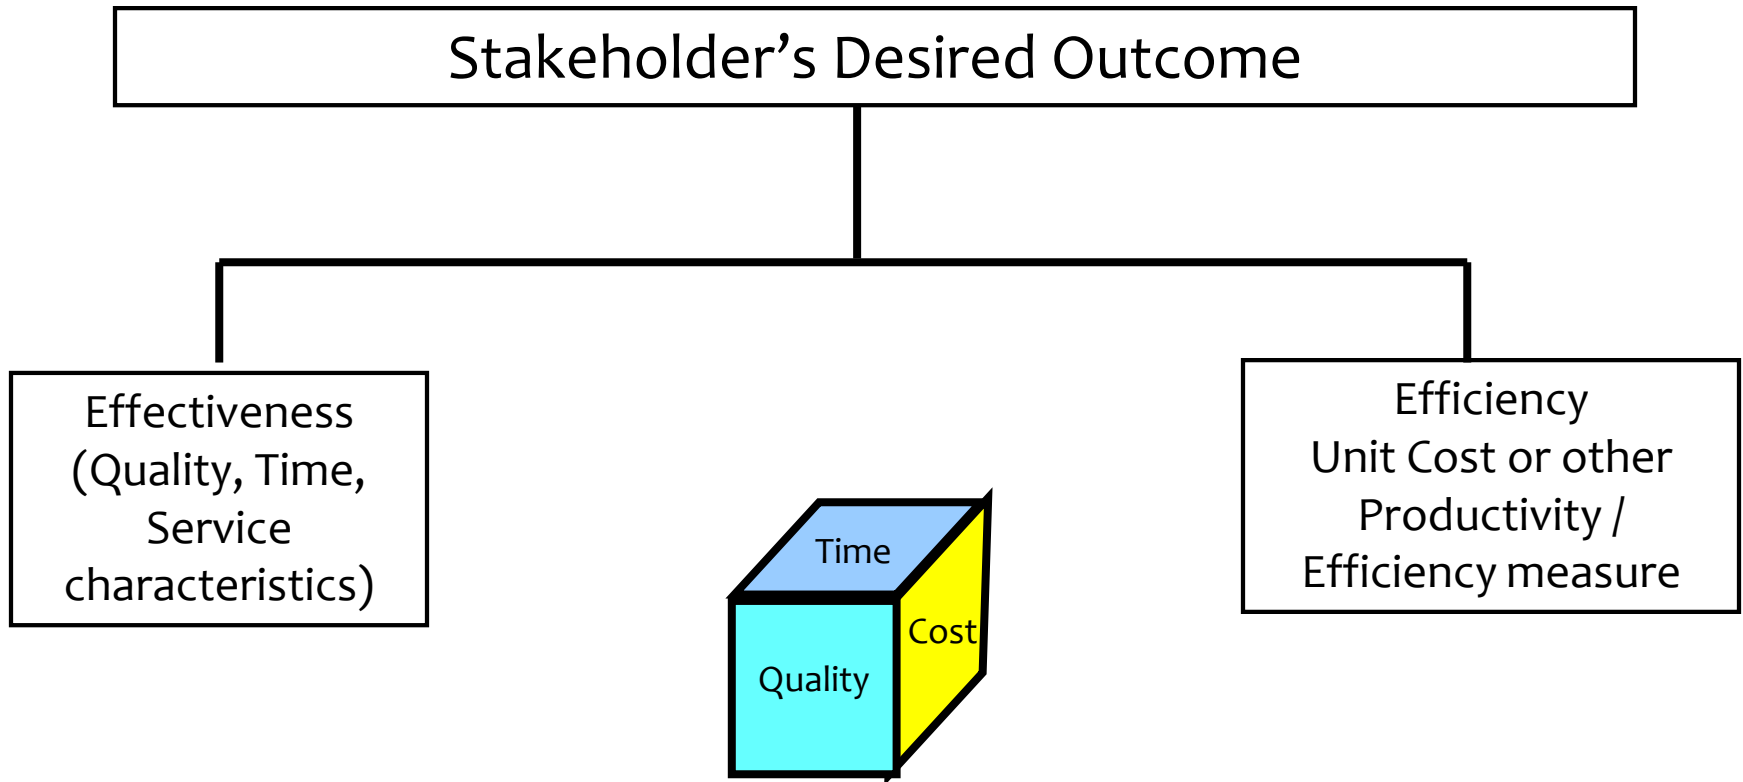 Stakeholder’s Desired Outcome
Effectiveness
(Quality, Time,
Service
characteristics)
Efficiency
Unit Cost or other
Productivity /
Efficiency measure
Time
Cost
Quality